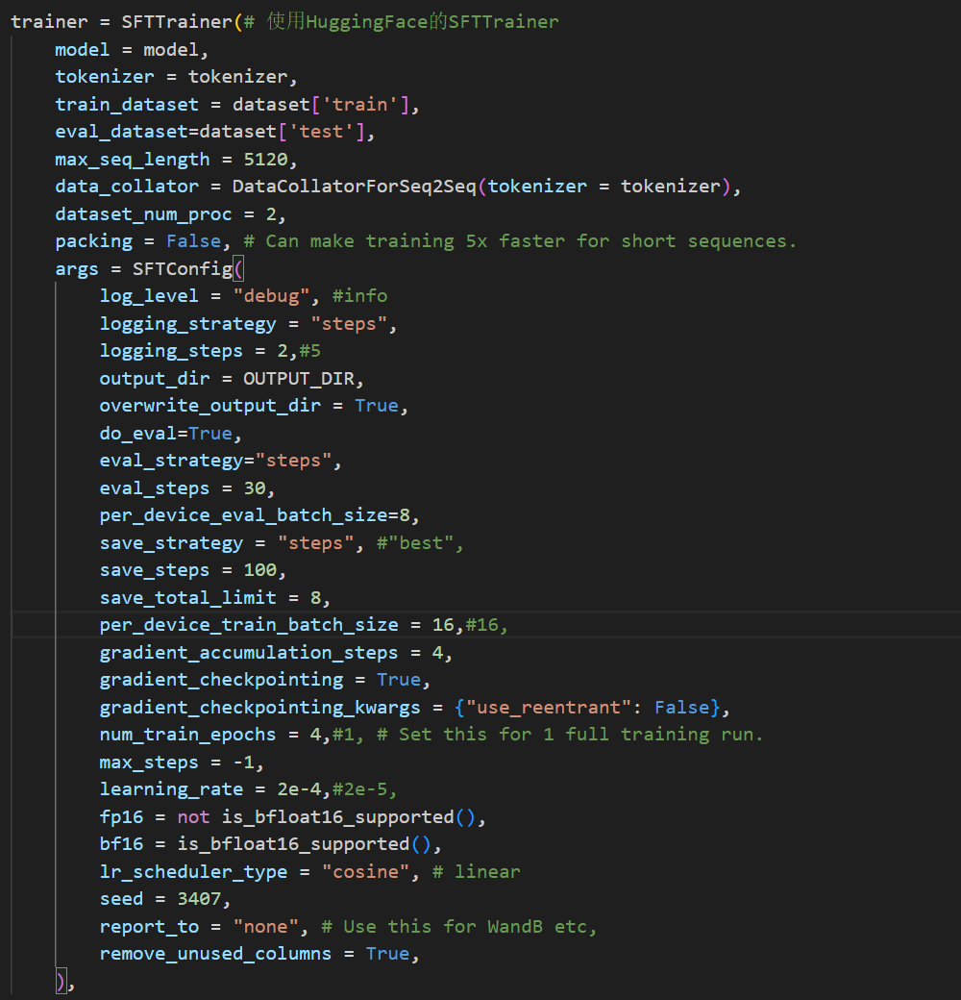 trainer = SFTTrainer(# 使用HuggingFace的SFTTrainer
    model = model,
    tokenizer = tokenizer,
    train_dataset = dataset['train'],
    eval_dataset=dataset['test'],
    max_seq_length = 5120,
    data_collator = DataCollatorForSeq2Seq(tokenizer = tokenizer),
    dataset_num_proc = 2,
    packing = False, # Can make training 5x faster for short sequences.
    args = SFTConfig(
        log_level = "debug", #info
        logging_strategy = "steps",
        logging_steps = 2,#5
        output_dir = OUTPUT_DIR,
        overwrite_output_dir = True,
        do_eval=True,
        eval_strategy="steps",
        eval_steps = 30,
        per_device_eval_batch_size=8,
        save_strategy = "steps", #"best",
        save_steps = 100,
        save_total_limit = 8,
        per_device_train_batch_size = 16,#16,
        gradient_accumulation_steps = 4,
        gradient_checkpointing = True,
        gradient_checkpointing_kwargs = {"use_reentrant": False},
        num_train_epochs = 4,#1, # Set this for 1 full training run.
        max_steps = -1,
        learning_rate = 2e-4,#2e-5,
        fp16 = not is_bfloat16_supported(),
        bf16 = is_bfloat16_supported(),
        lr_scheduler_type = "cosine", # linear
        seed = 3407,
        report_to = "none", # Use this for WandB etc,
        remove_unused_columns = True,
    ),